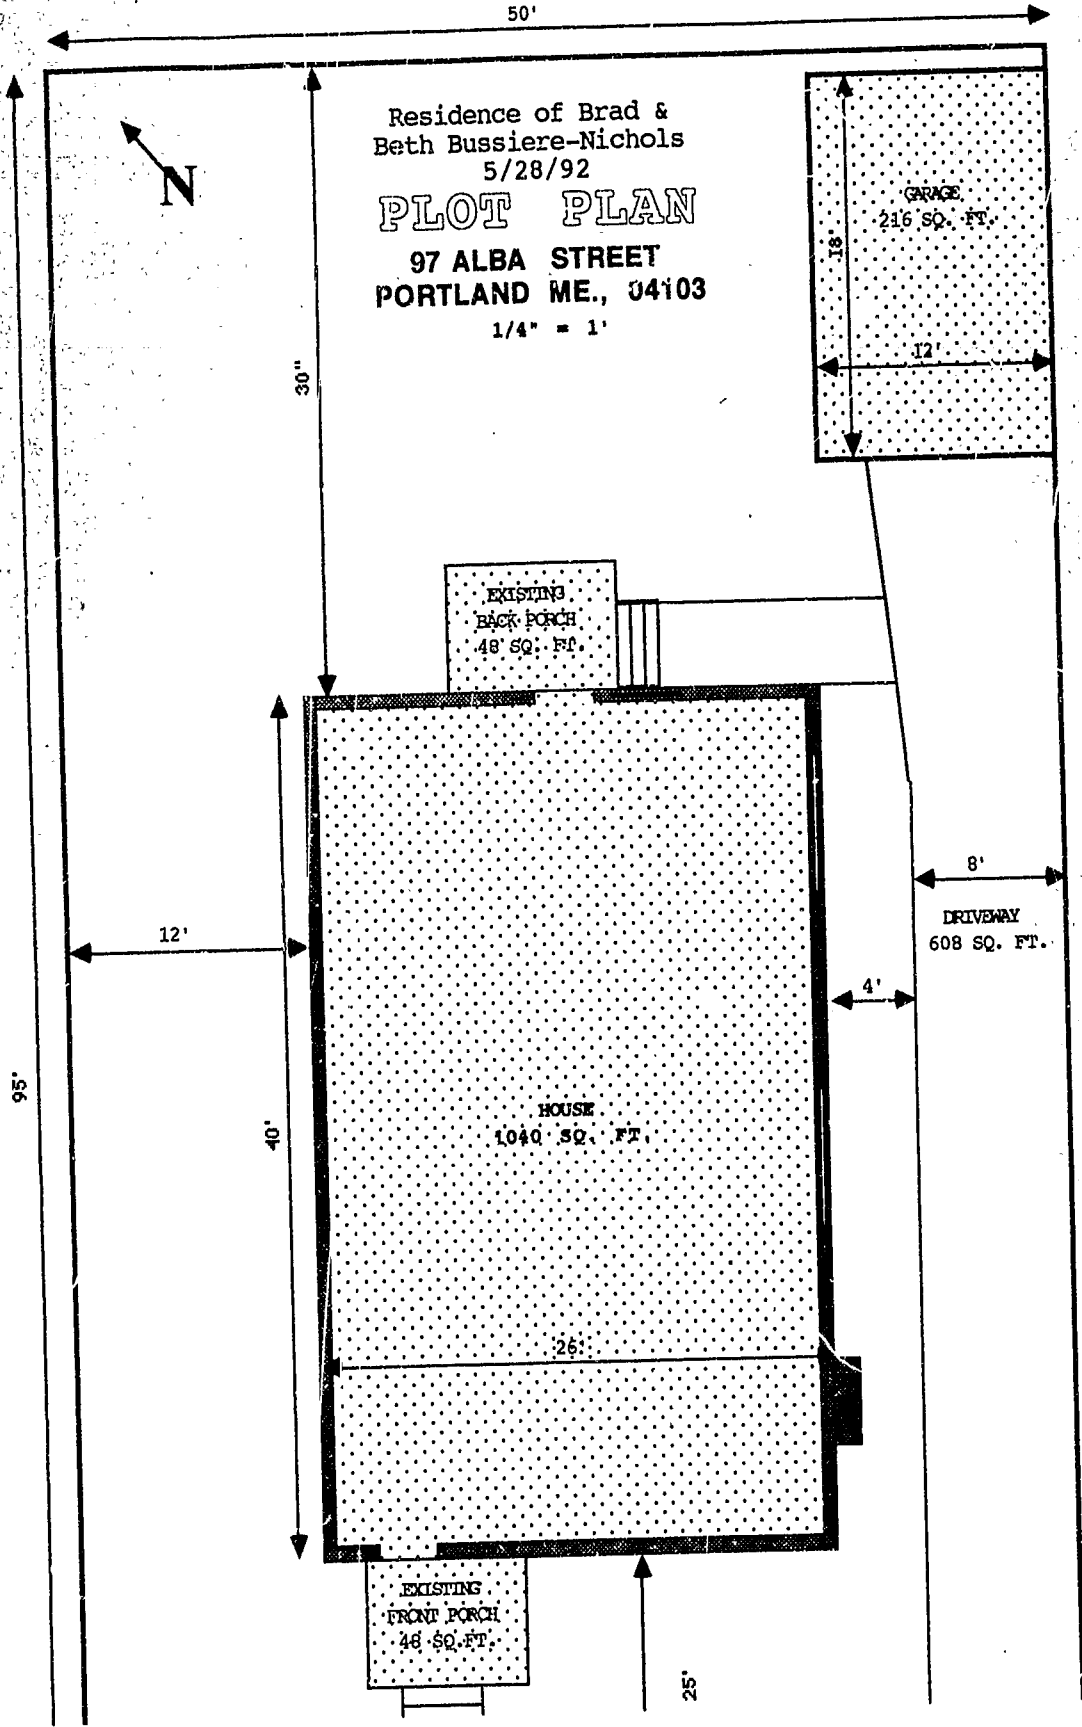 50'
Residence of Brad &
Beth Bussiere-Nichols
5/28/92
PLOT PLAN
97 ALBA STREET
PORTLAND ME., 04103
1/4" = 1'
N
GARAGE
216 SQ. FT.
18'
12'
30"
EXISTING
BACK PORCH
48 SQ. FT.
8'
DRIVEWAY
608 SQ. FT.
12'
4'
95'
40'
HOUSE
1040 SQ. FT.
26'
EXISTING
FRONT PORCH
48 SQ.FT.
25'